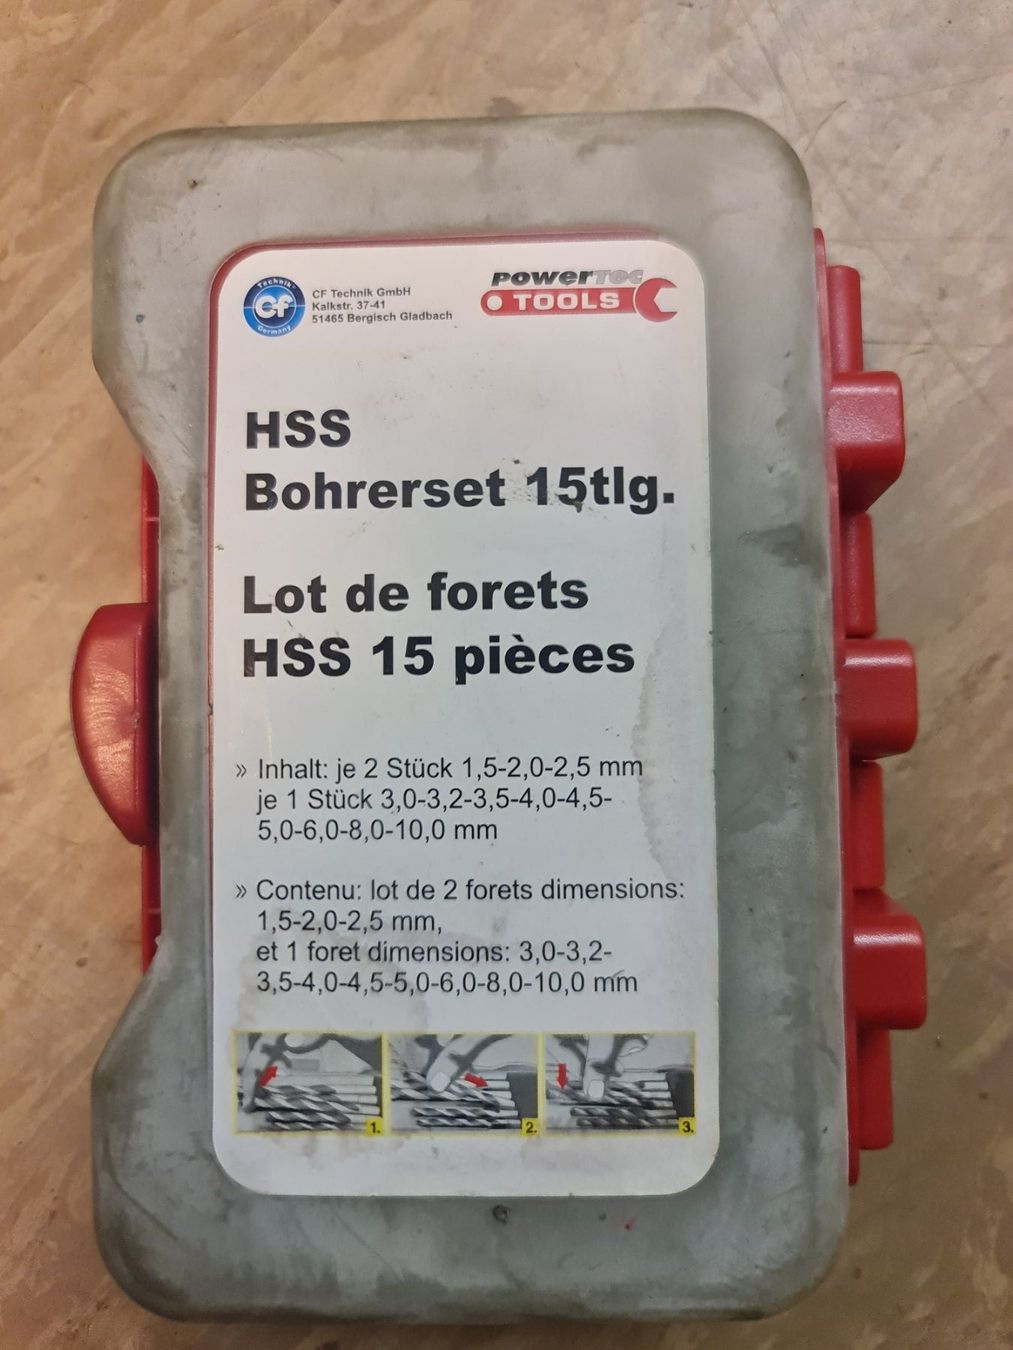 Technik
CF
Germany
CF Technik GmbH
Kalkstr. 37-41
51465 Bergisch Gladbach
POWERTEC
TOOLS
HSS
Bohrerset 15tlg.
Lot de forets
HSS 15 pièces
» Inhalt: je 2 Stück 1,5-2,0-2,5 mm
je 1 Stück 3,0-3,2-3,5-4,0-4,5-
5,0-6,0-8,0-10,0 mm
» Contenu: lot de 2 forets dimensions:
1,5-2,0-2,5 mm,
et 1 foret dimensions: 3,0-3,2-
3,5-4,0-4,5-5,0-6,0-8,0-10,0 mm
1. 2. 3.